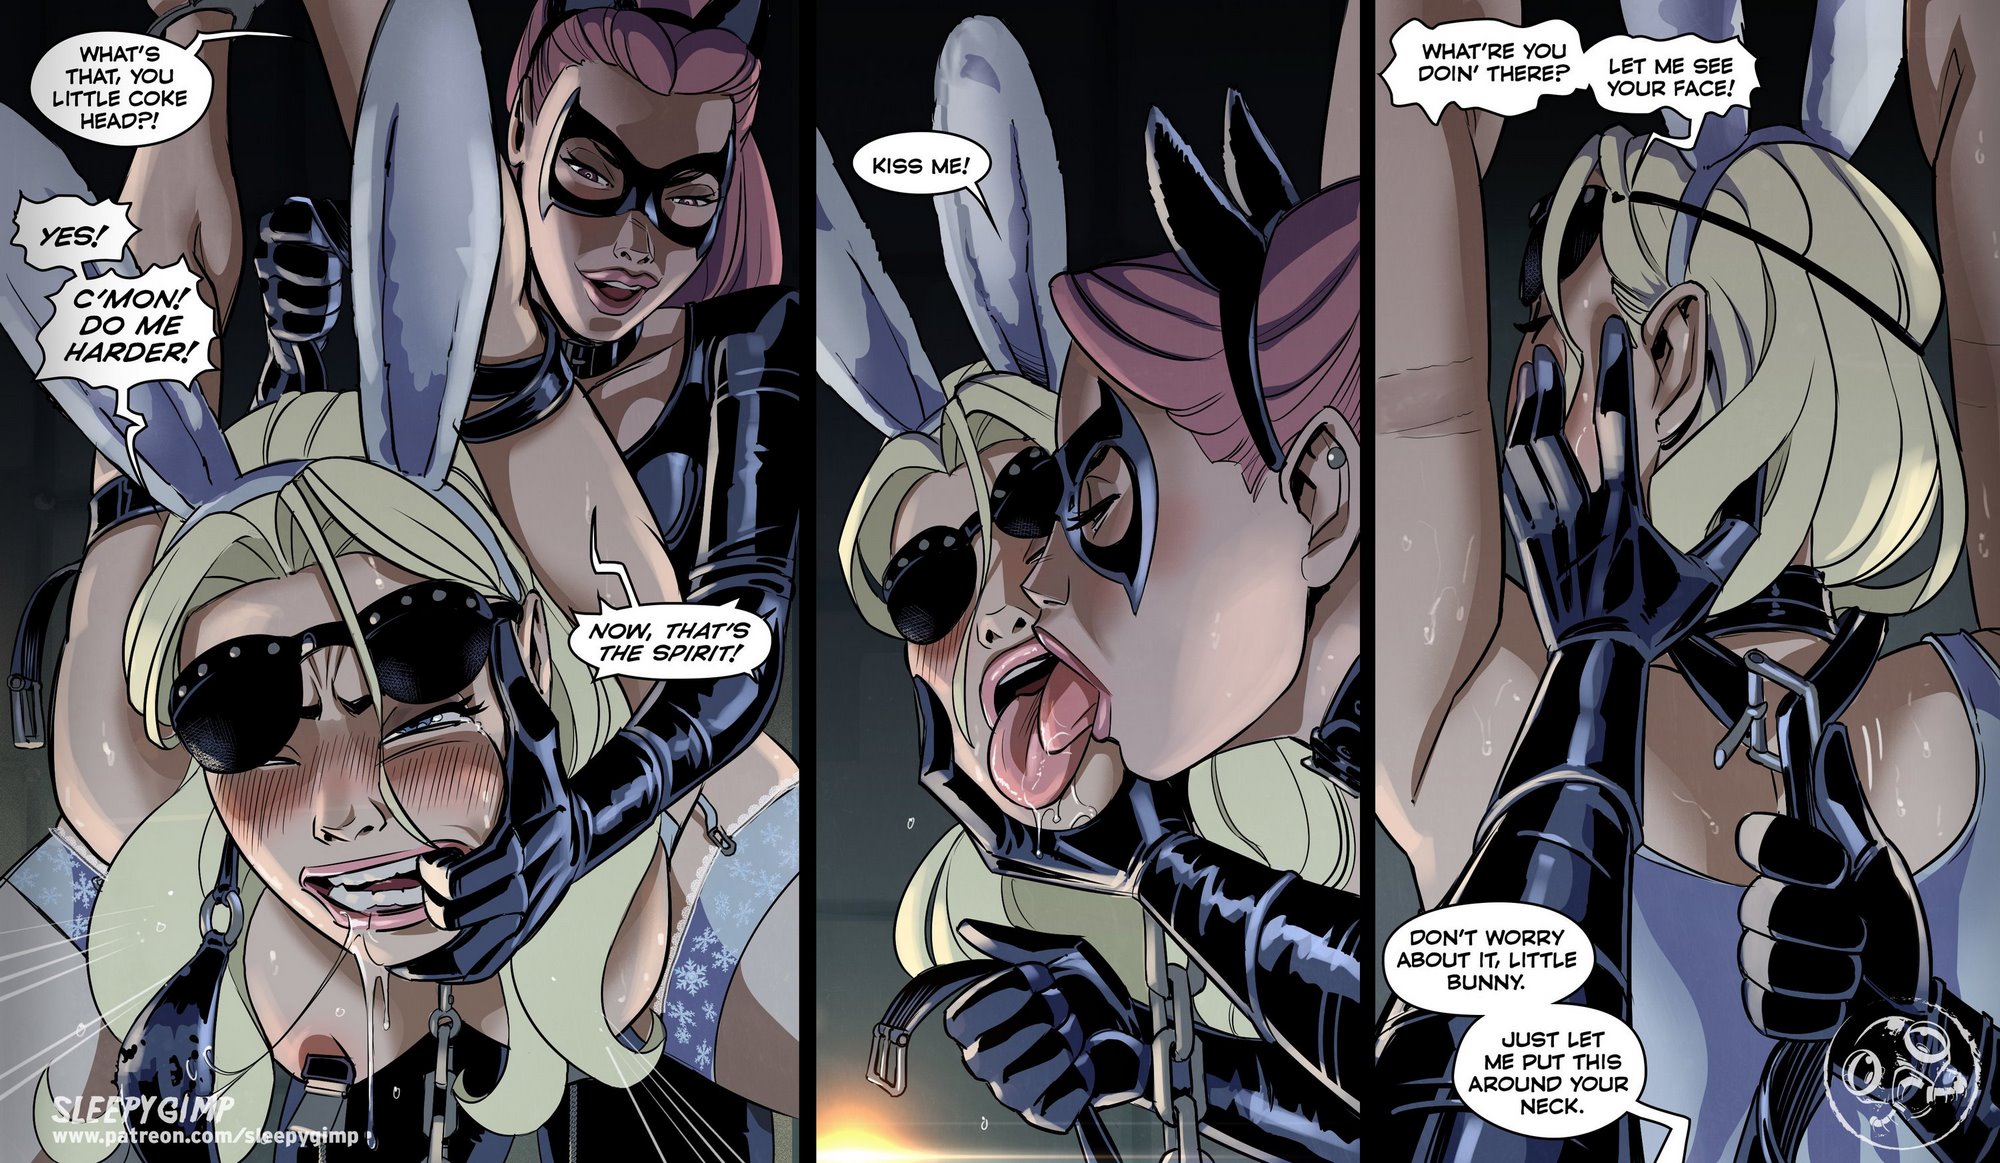 WHAT'S
THAT, YOU
LITTLE COKE
HEAD?!
YES!
C'MON!
DO ME
HARDER!
NOW, THAT'S
THE SPIRIT!
SLEEPYGIMP
www.patreon.com/sleepygimp
KISS ME!
WHAT'RE YOU
DOIN' THERE?
LET ME SEE
YOUR FACE!
DON'T WORRY
ABOUT IT, LITTLE
BUNNY.
JUST LET
ME PUT THIS
AROUND YOUR
NECK.